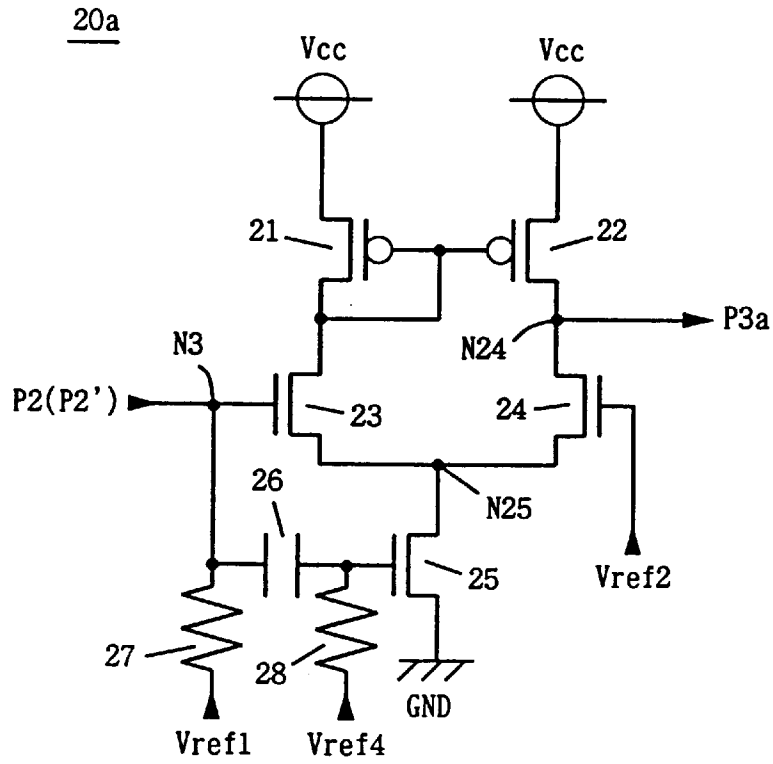 20a
Vcc
Vcc
21
22
N3
N24
P3a
P2(P2')
23
24
26
N25
25
Vref2
27
28
GND
Vref1
Vref4